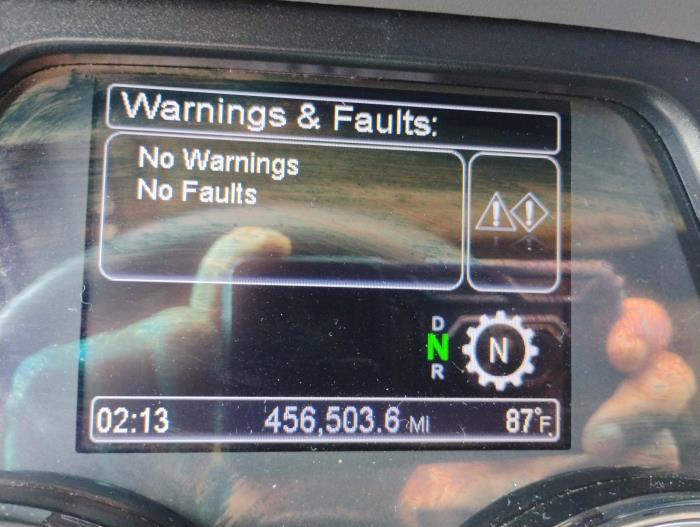 Warnings & Faults:
No Warnings
No Faults
D
N N
R
02:13 456,503.6 MI 87°F